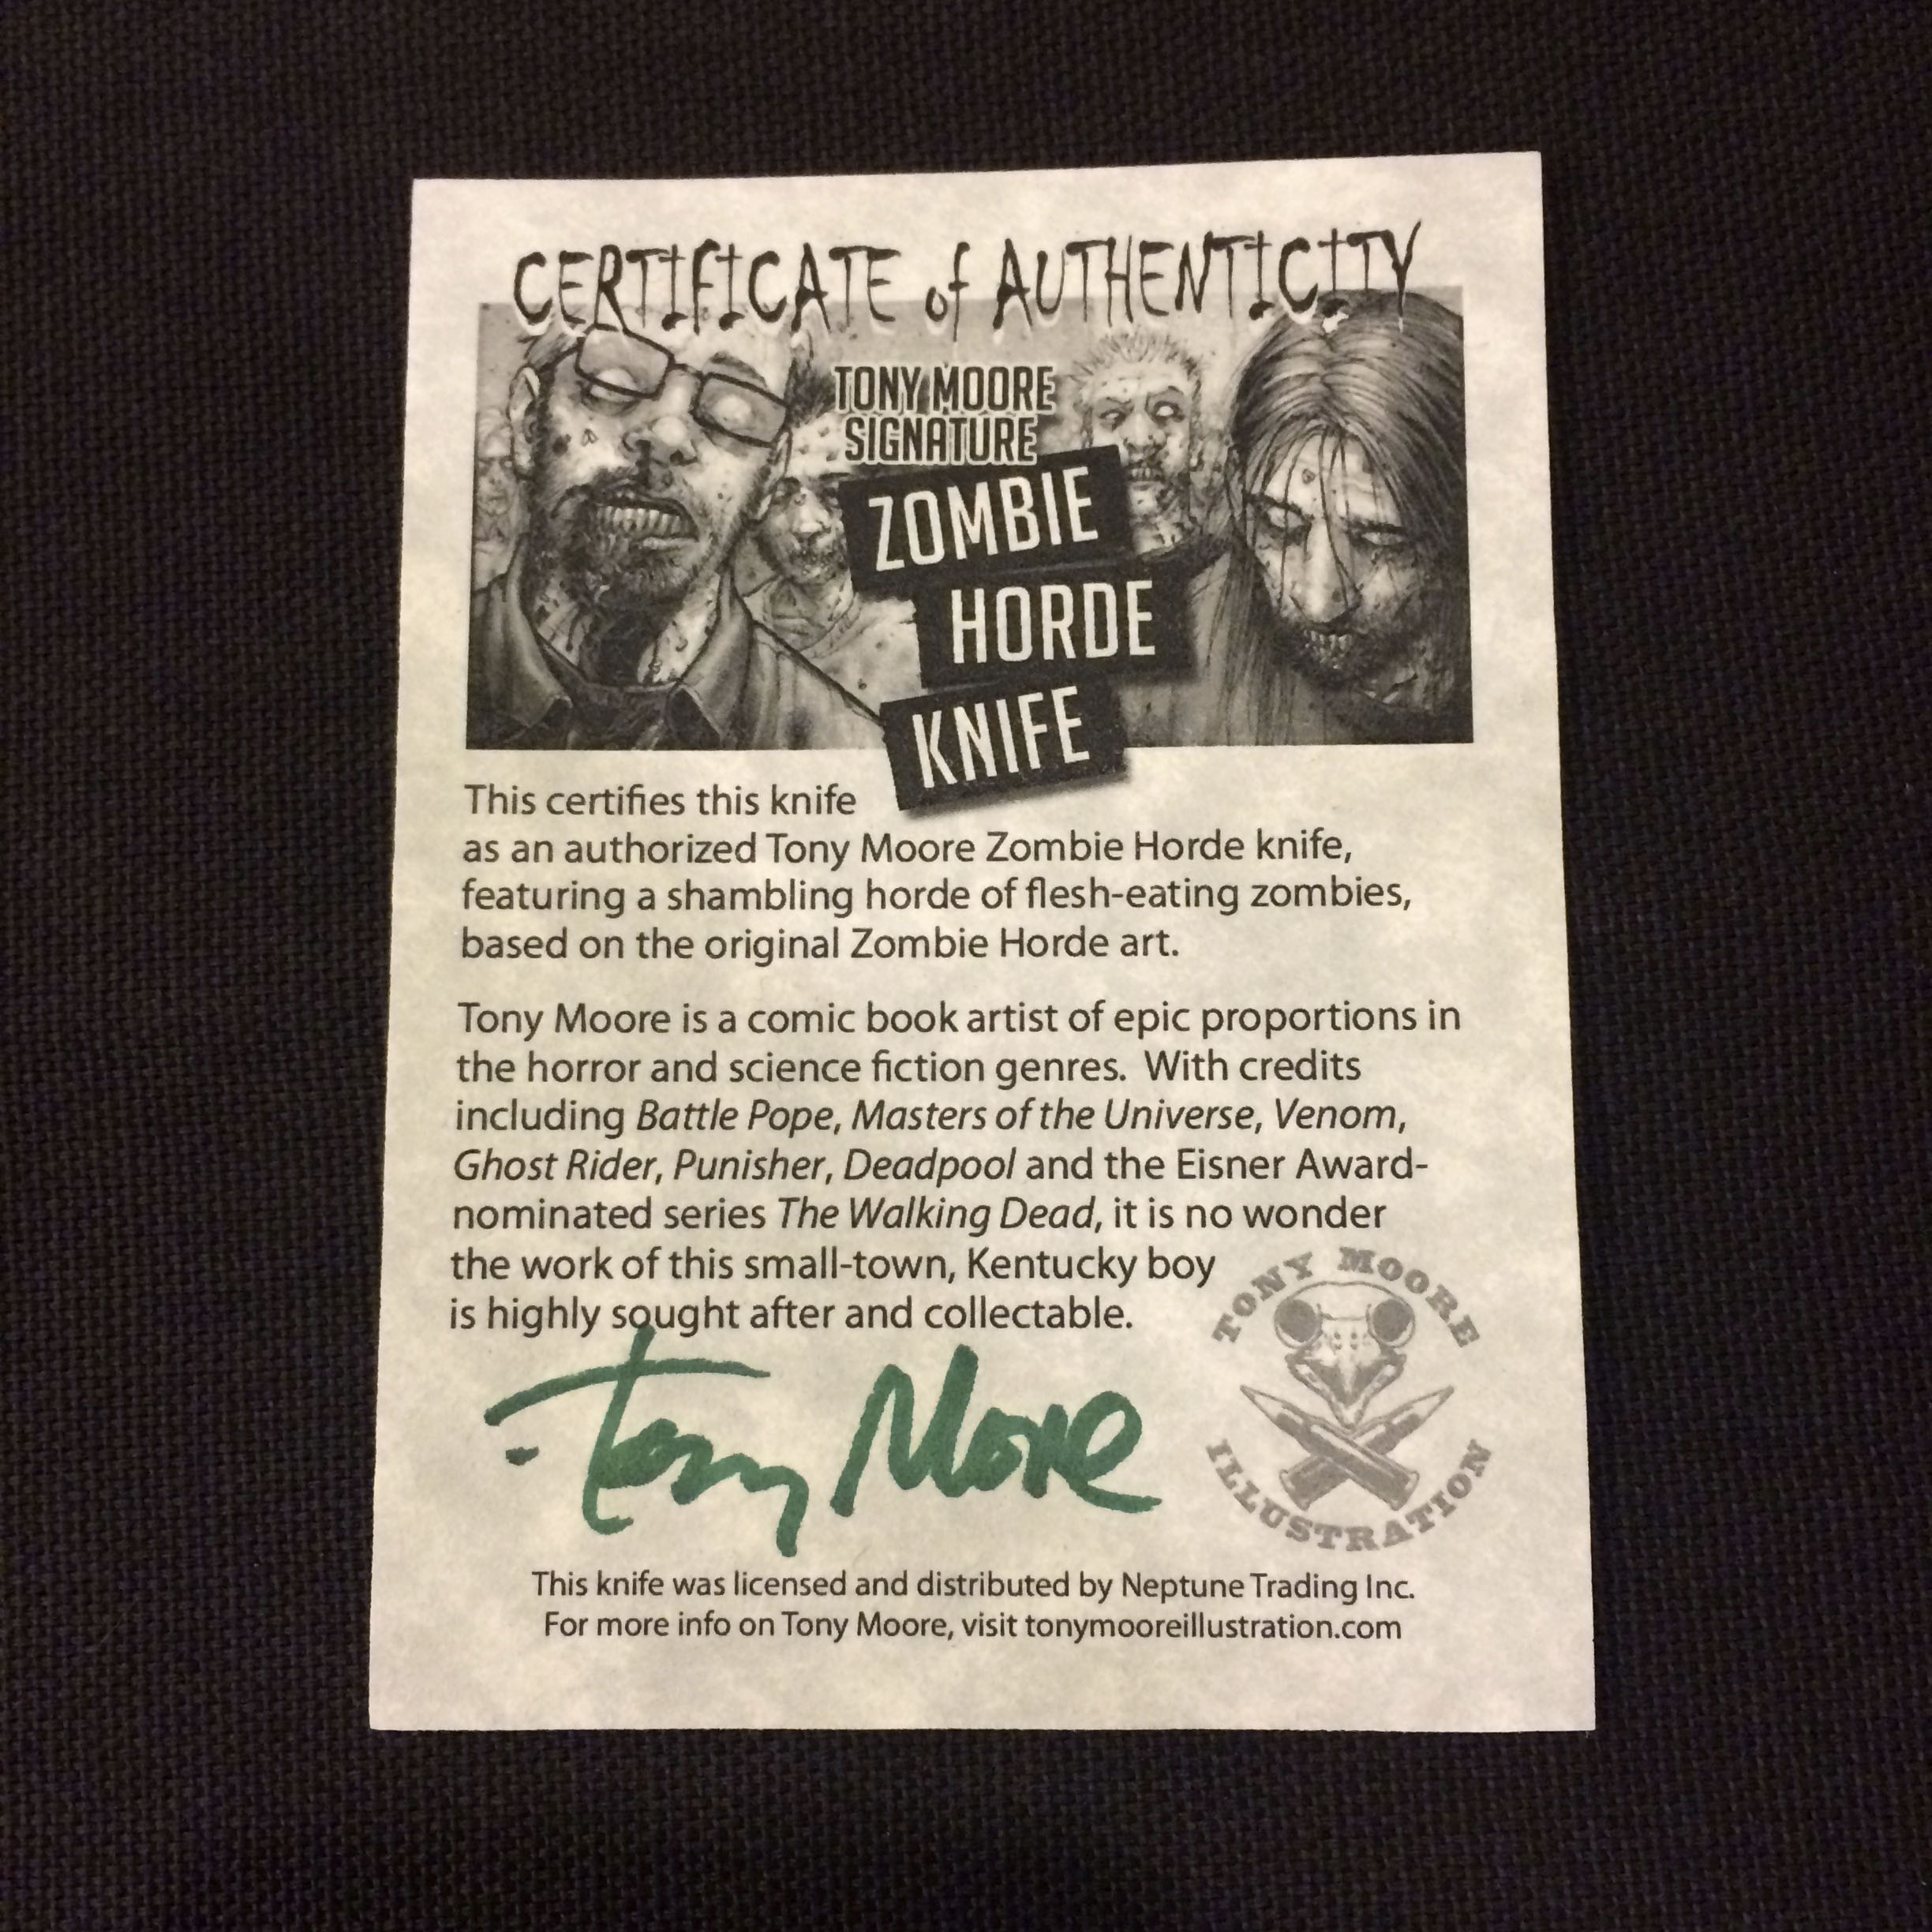 CERTIFICATE of AUTHENTICITY
TONY MOORE
SIGNATURE
ZOMBIE
HORDE
KNIFE
This certifies this knife
as an authorized Tony Moore Zombie Horde knife,
featuring a shambling horde of flesh-eating zombies,
based on the original Zombie Horde art.
Tony Moore is a comic book artist of epic proportions in
the horror and science fiction genres. With credits
including Battle Pope, Masters of the Universe, Venom,
Ghost Rider, Punisher, Deadpool and the Eisner Award-
nominated series The Walking Dead, it is no wonder
the work of this small-town, Kentucky boy
is highly sought after and collectable.
TONY MOORE
ILLUSTRATION
Tony Moore
This knife was licensed and distributed by Neptune Trading Inc.
For more info on Tony Moore, visit tonymooreillustration.com